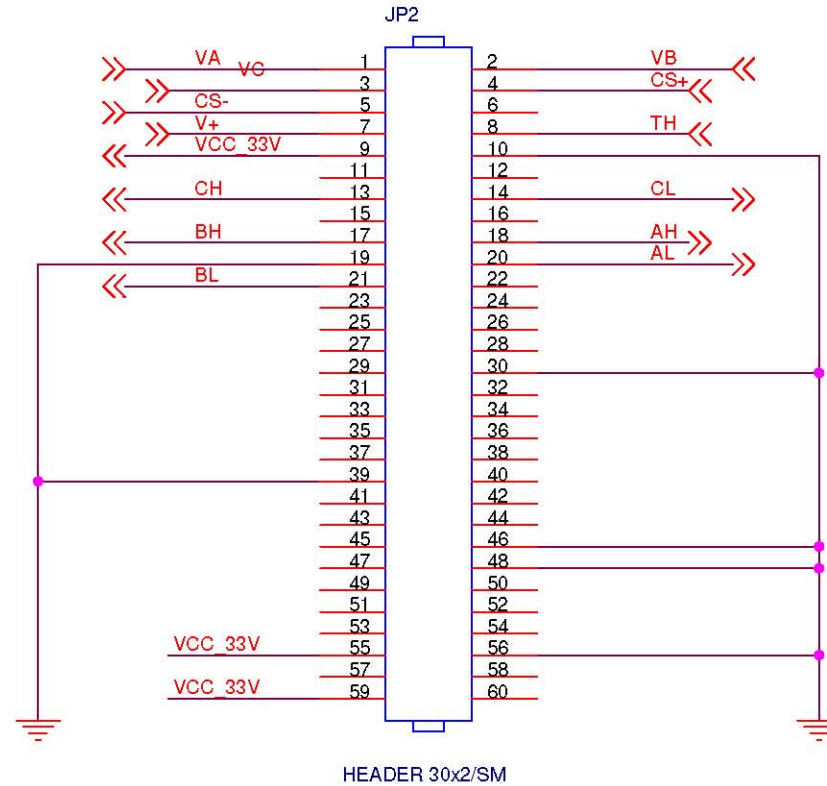 JP2
VA 1 2 VB
VC 3 4 CS+
CS- 5 6
V+ 7 8 TH
VCC_33V 9 10
11 12
CH 13 14 CL
15 16
BH 17 18 AH
19 20 AL
BL 21 22
23 24
25 26
27 28
29 30
31 32
33 34
35 36
37 38
39 40
41 42
43 44
45 46
47 48
49 50
51 52
53 54
VCC_33V 55 56
57 58
VCC_33V 59 60
HEADER 30x2/SM